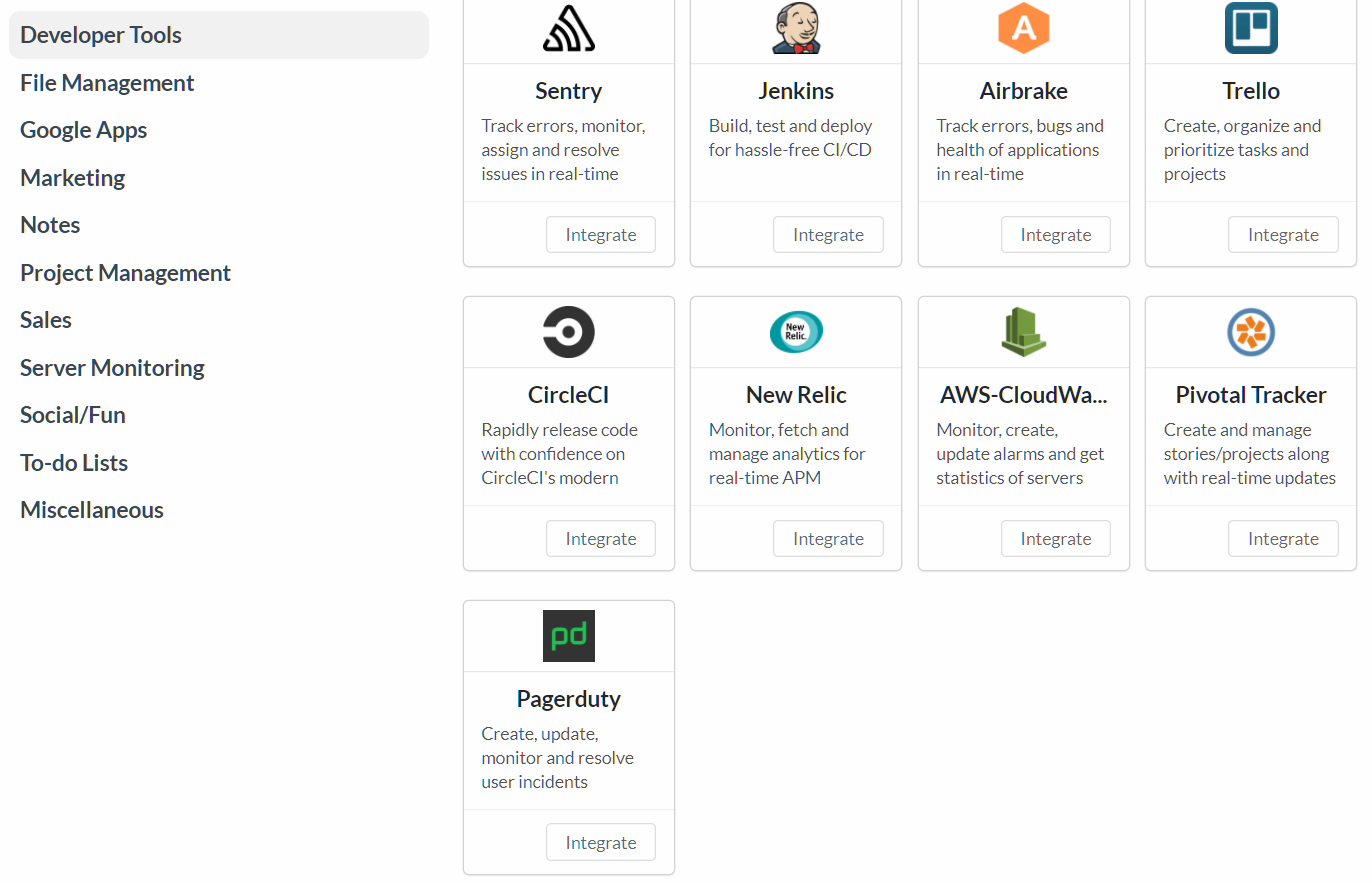 Developer Tools
File Management
Google Apps
Marketing
Notes
Project Management
Sales
Server Monitoring
Social/Fun
To-do Lists
Miscellaneous
Sentry
Track errors, monitor,
assign and resolve
issues in real-time
Integrate
Jenkins
Build, test and deploy
for hassle-free CI/CD
Integrate
A
Airbrake
Track errors, bugs and
health of applications
in real-time
Integrate
Trello
Create, organize and
prioritize tasks and
projects
Integrate
CircleCI
Rapidly release code
with confidence on
CircleCI's modern
Integrate
New
Relic.
New Relic
Monitor, fetch and
manage analytics for
real-time APM
Integrate
AWS-CloudWa...
Monitor, create,
update alarms and get
statistics of servers
Integrate
Pivotal Tracker
Create and manage
stories/projects along
with real-time updates
Integrate
pd
Pagerduty
Create, update,
monitor and resolve
user incidents
Integrate